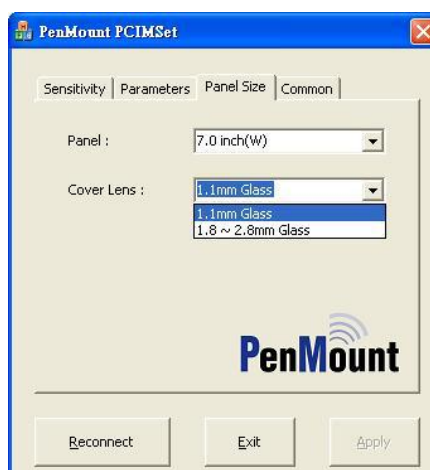 PenMount PCIMSet
Sensitivity Parameters Panel Size Common
Panel : 7.0 inch(W)
Cover Lens : 1.1mm Glass
1.1mm Glass
1.8 ~ 2.8mm Glass
PenMount
Reconnect Exit Apply